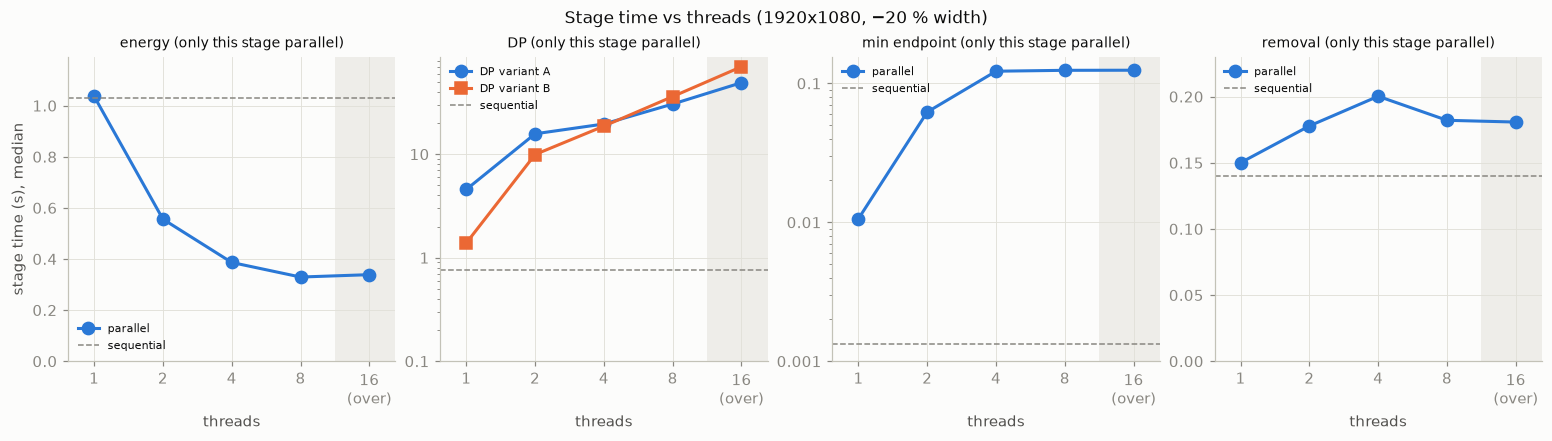 Stage time vs threads (1920x1080, −20 % width)
energy (only this stage parallel)
stage time (s), median
1.0
0.8
0.6
0.4
0.2
0.0
parallel
sequential
1 2 4 8 16
(over)
threads
DP (only this stage parallel)
DP variant A
DP variant B
sequential
10
1
0.1
1 2 4 8 16
(over)
threads
min endpoint (only this stage parallel)
parallel
sequential
0.1
0.01
0.001
1 2 4 8 16
(over)
threads
removal (only this stage parallel)
parallel
sequential
0.20
0.15
0.10
0.05
0.00
1 2 4 8 16
(over)
threads